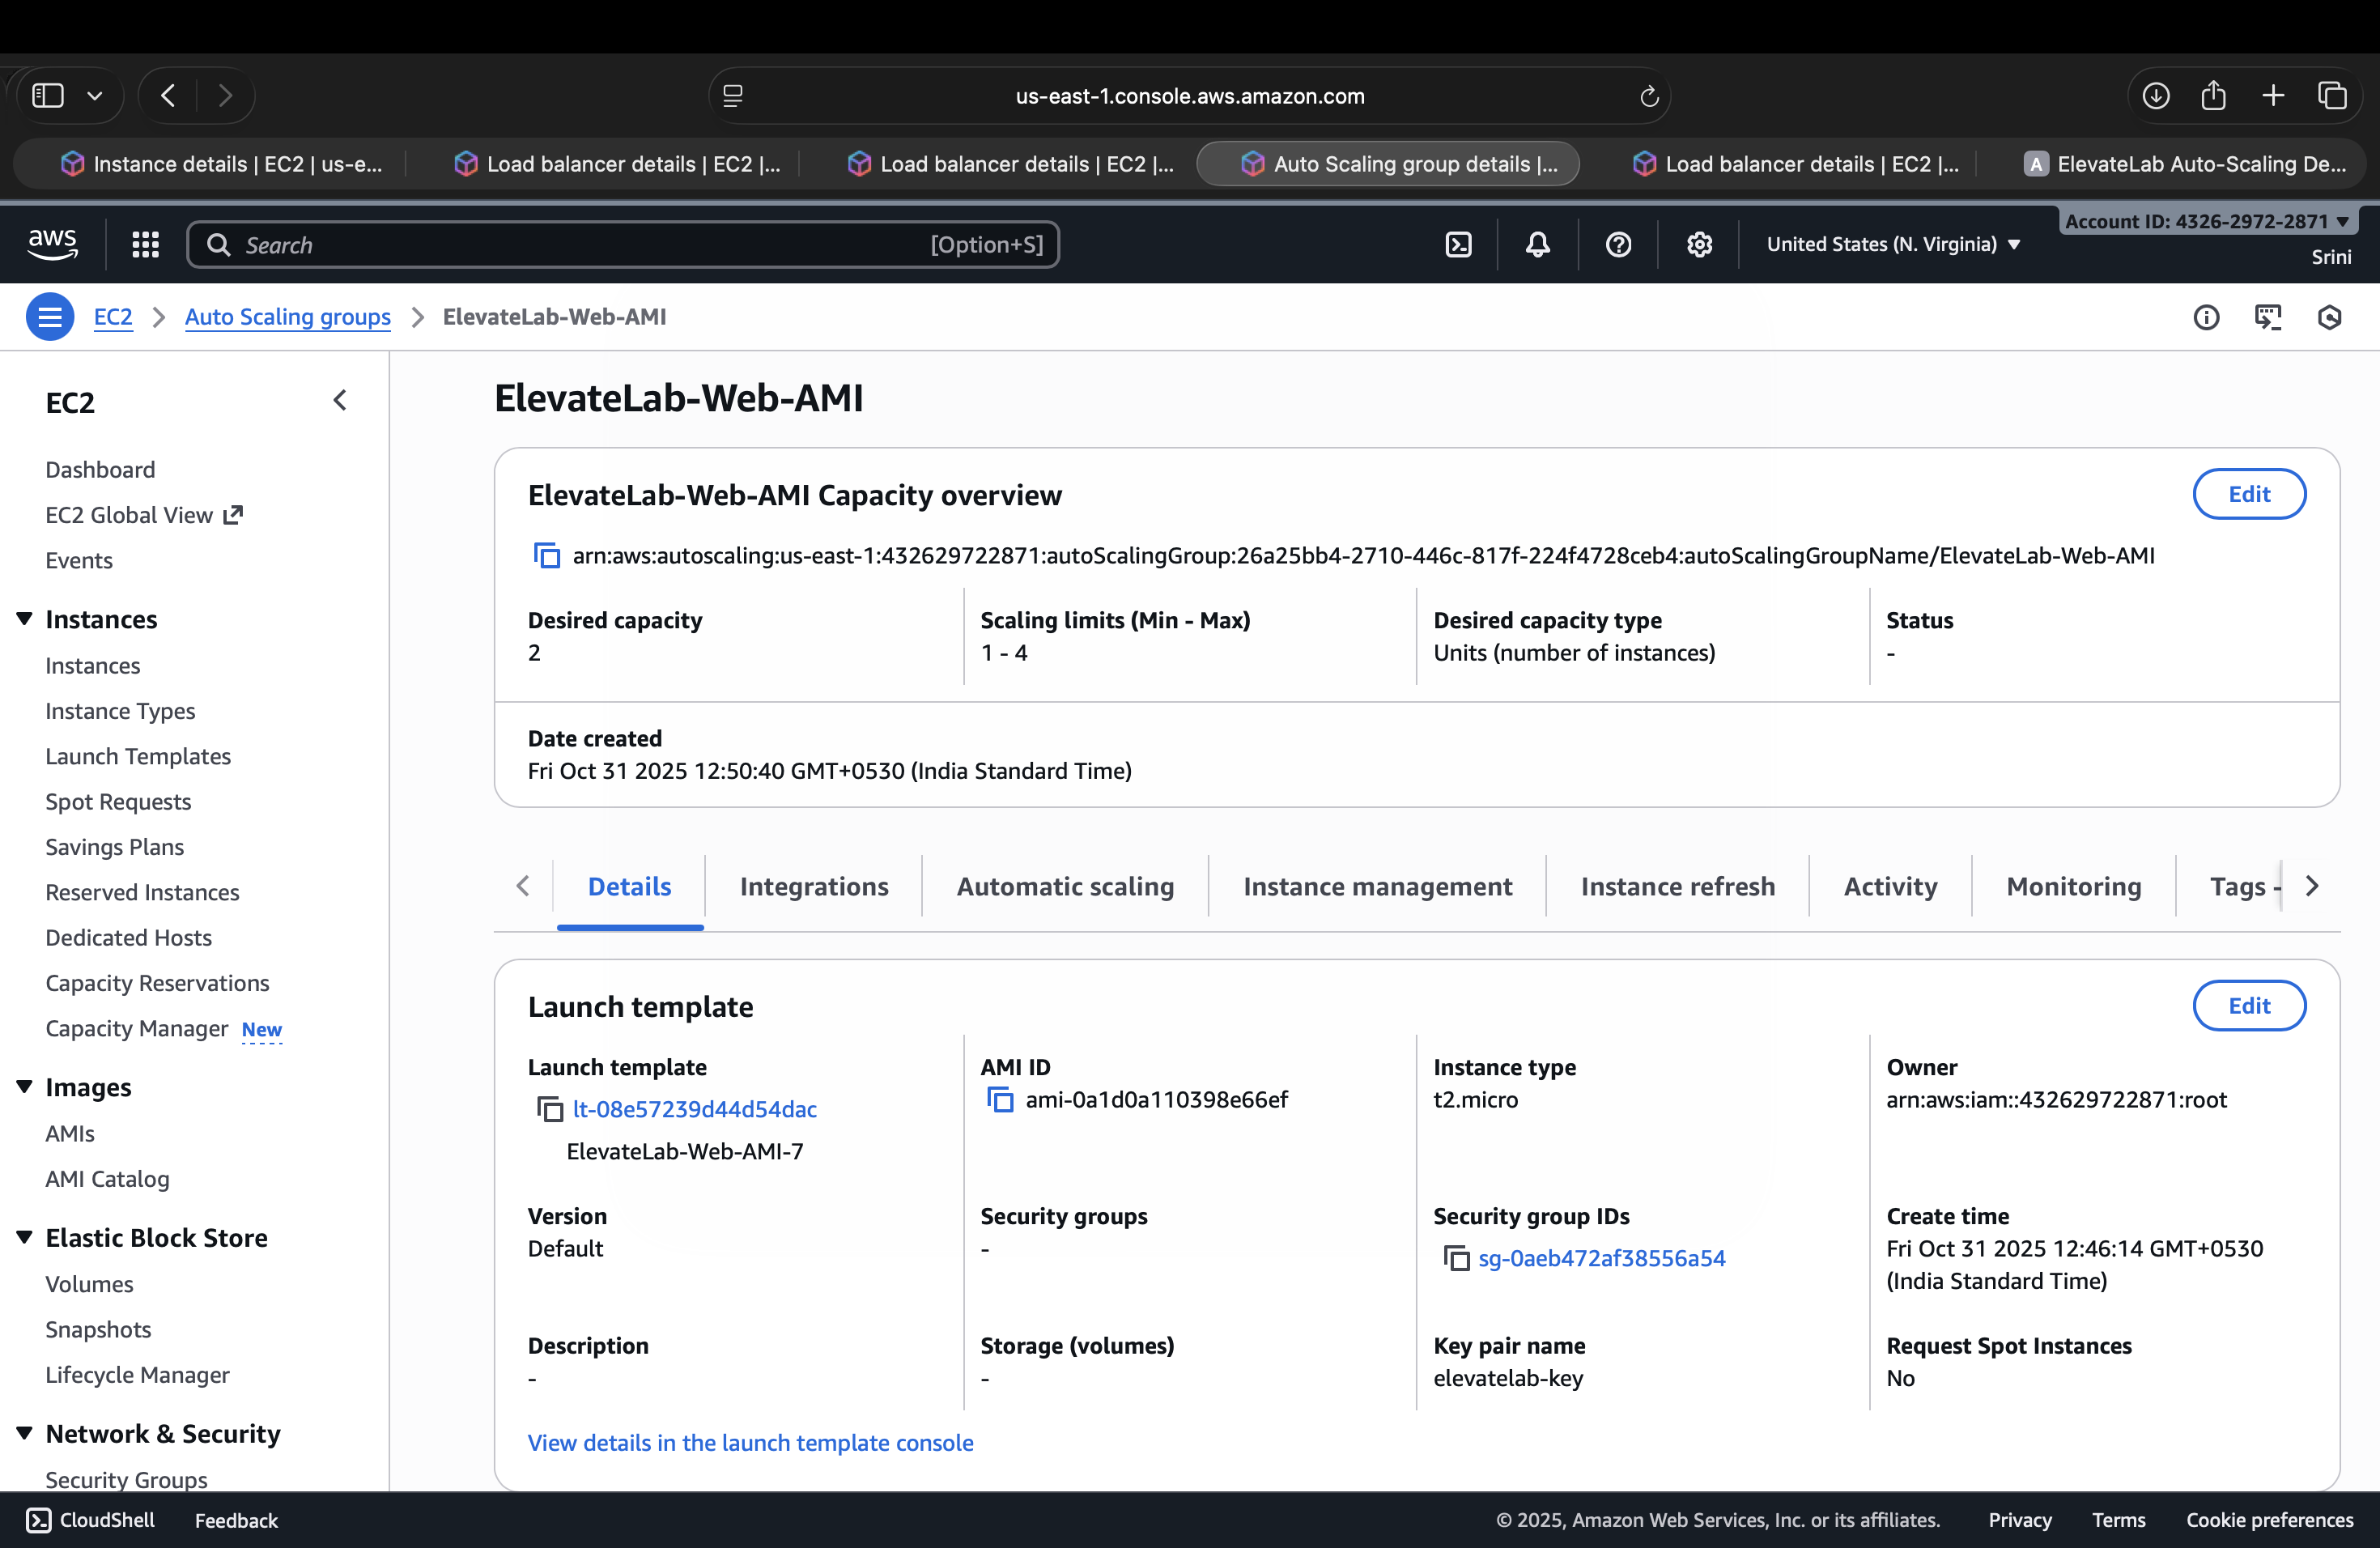 us-east-1.console.aws.amazon.com
Instance details | EC2 | us-e...
Load balancer details | EC2 |...
Load balancer details | EC2 |...
Auto Scaling group details |...
Load balancer details | EC2 |...
A ElevateLab Auto-Scaling De...
aws
Search
[Option+S]
United States (N. Virginia)
Account ID: 4326-2972-2871
Srini
EC2
Auto Scaling groups
ElevateLab-Web-AMI
EC2
Dashboard
EC2 Global View
Events
Instances
Instances
Instance Types
Launch Templates
Spot Requests
Savings Plans
Reserved Instances
Dedicated Hosts
Capacity Reservations
Capacity Manager New
Images
AMIs
AMI Catalog
Elastic Block Store
Volumes
Snapshots
Lifecycle Manager
Network & Security
Security Groups
ElevateLab-Web-AMI
ElevateLab-Web-AMI Capacity overview
Edit
arn:aws:autoscaling:us-east-1:432629722871:autoScalingGroup:26a25bb4-2710-446c-817f-224f4728ceb4:autoScalingGroupName/ElevateLab-Web-AMI
Desired capacity
2
Scaling limits (Min - Max)
1 - 4
Desired capacity type
Units (number of instances)
Status
-
Date created
Fri Oct 31 2025 12:50:40 GMT+0530 (India Standard Time)
Details
Integrations
Automatic scaling
Instance management
Instance refresh
Activity
Monitoring
Tags -
Launch template
Edit
Launch template
lt-08e57239d44d54dac
ElevateLab-Web-AMI-7
AMI ID
ami-0a1d0a110398e66ef
Instance type
t2.micro
Owner
arn:aws:iam::432629722871:root
Version
Default
Security groups
-
Security group IDs
sg-0aeb472af38556a54
Create time
Fri Oct 31 2025 12:46:14 GMT+0530
(India Standard Time)
Description
-
Storage (volumes)
-
Key pair name
elevatelab-key
Request Spot Instances
No
View details in the launch template console
CloudShell
Feedback
© 2025, Amazon Web Services, Inc. or its affiliates.
Privacy
Terms
Cookie preferences